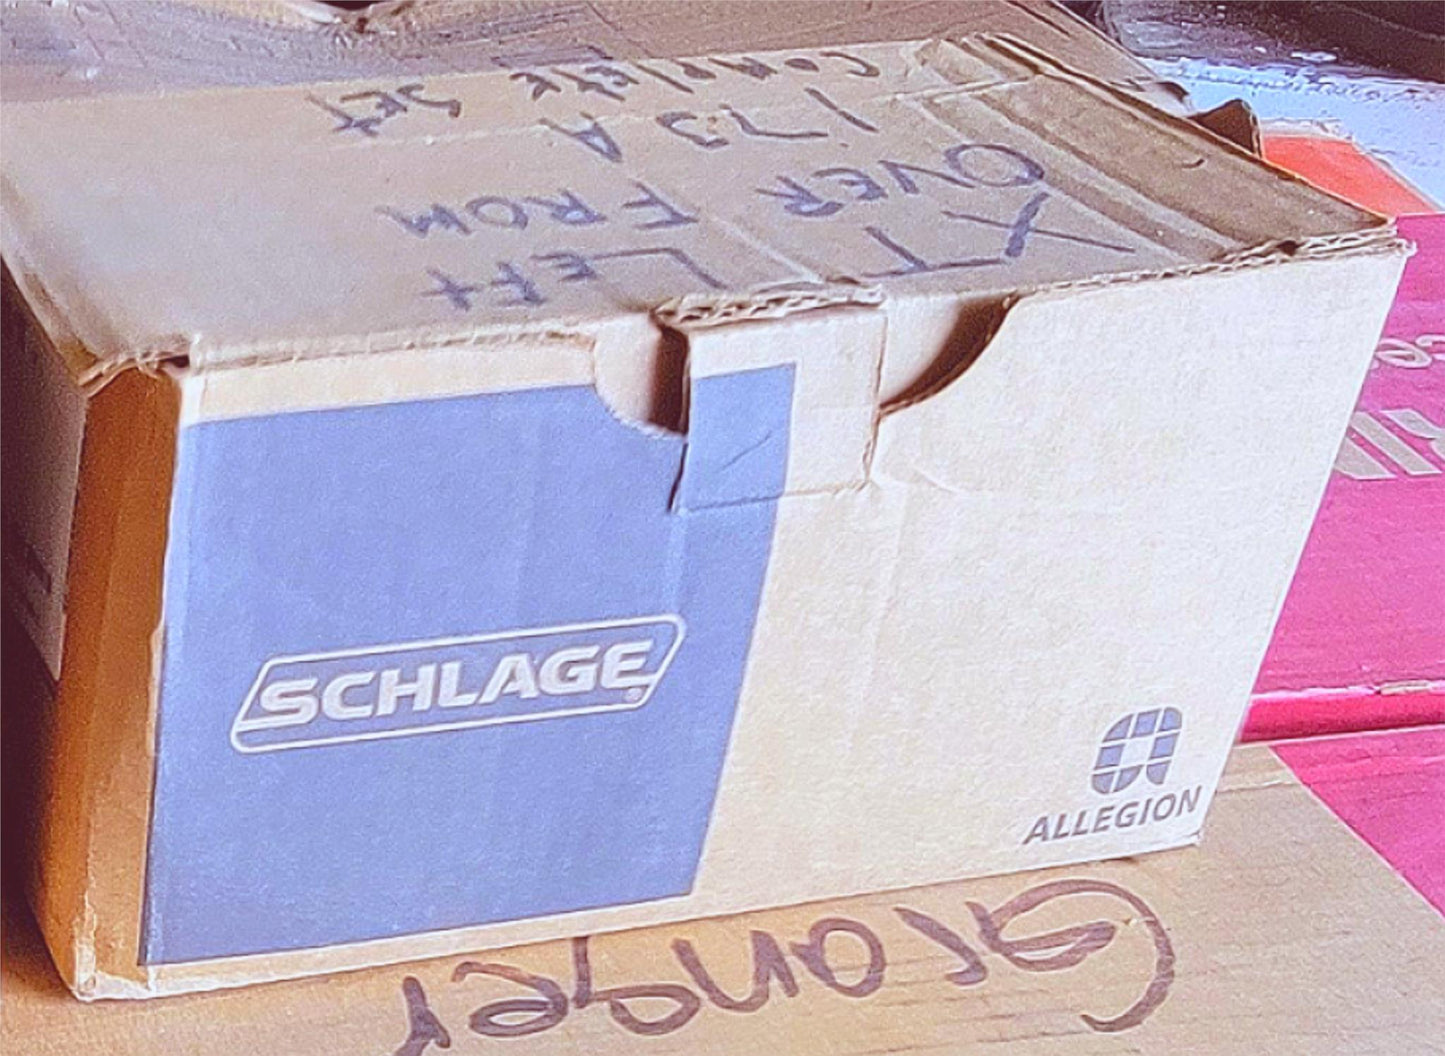 XT LEFt
OVER FROM
173 A
COMPLETE SET
SCHLAGE
ALLEGION
Granger